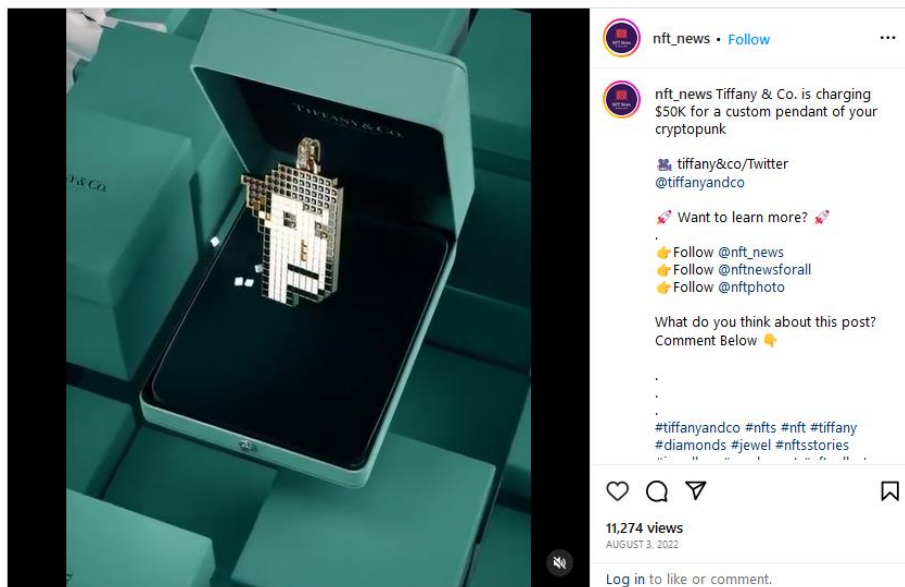 TIFFANY & CO.
& CO.
nft_news • Follow
nft_news Tiffany & Co. is charging
$50K for a custom pendant of your
cryptopunk
🎥 tiffany&co/Twitter
@tiffanyandco
🚀 Want to learn more? 🚀
.
👉Follow @nft_news
👉Follow @nftnewsforall
👉Follow @nftphoto
What do you think about this post?
Comment Below 👇
.
.
.
#tiffanyandco #nfts #nft #tiffany
#diamonds #jewel #nftsstories
11,274 views
AUGUST 3, 2022
Log in to like or comment.